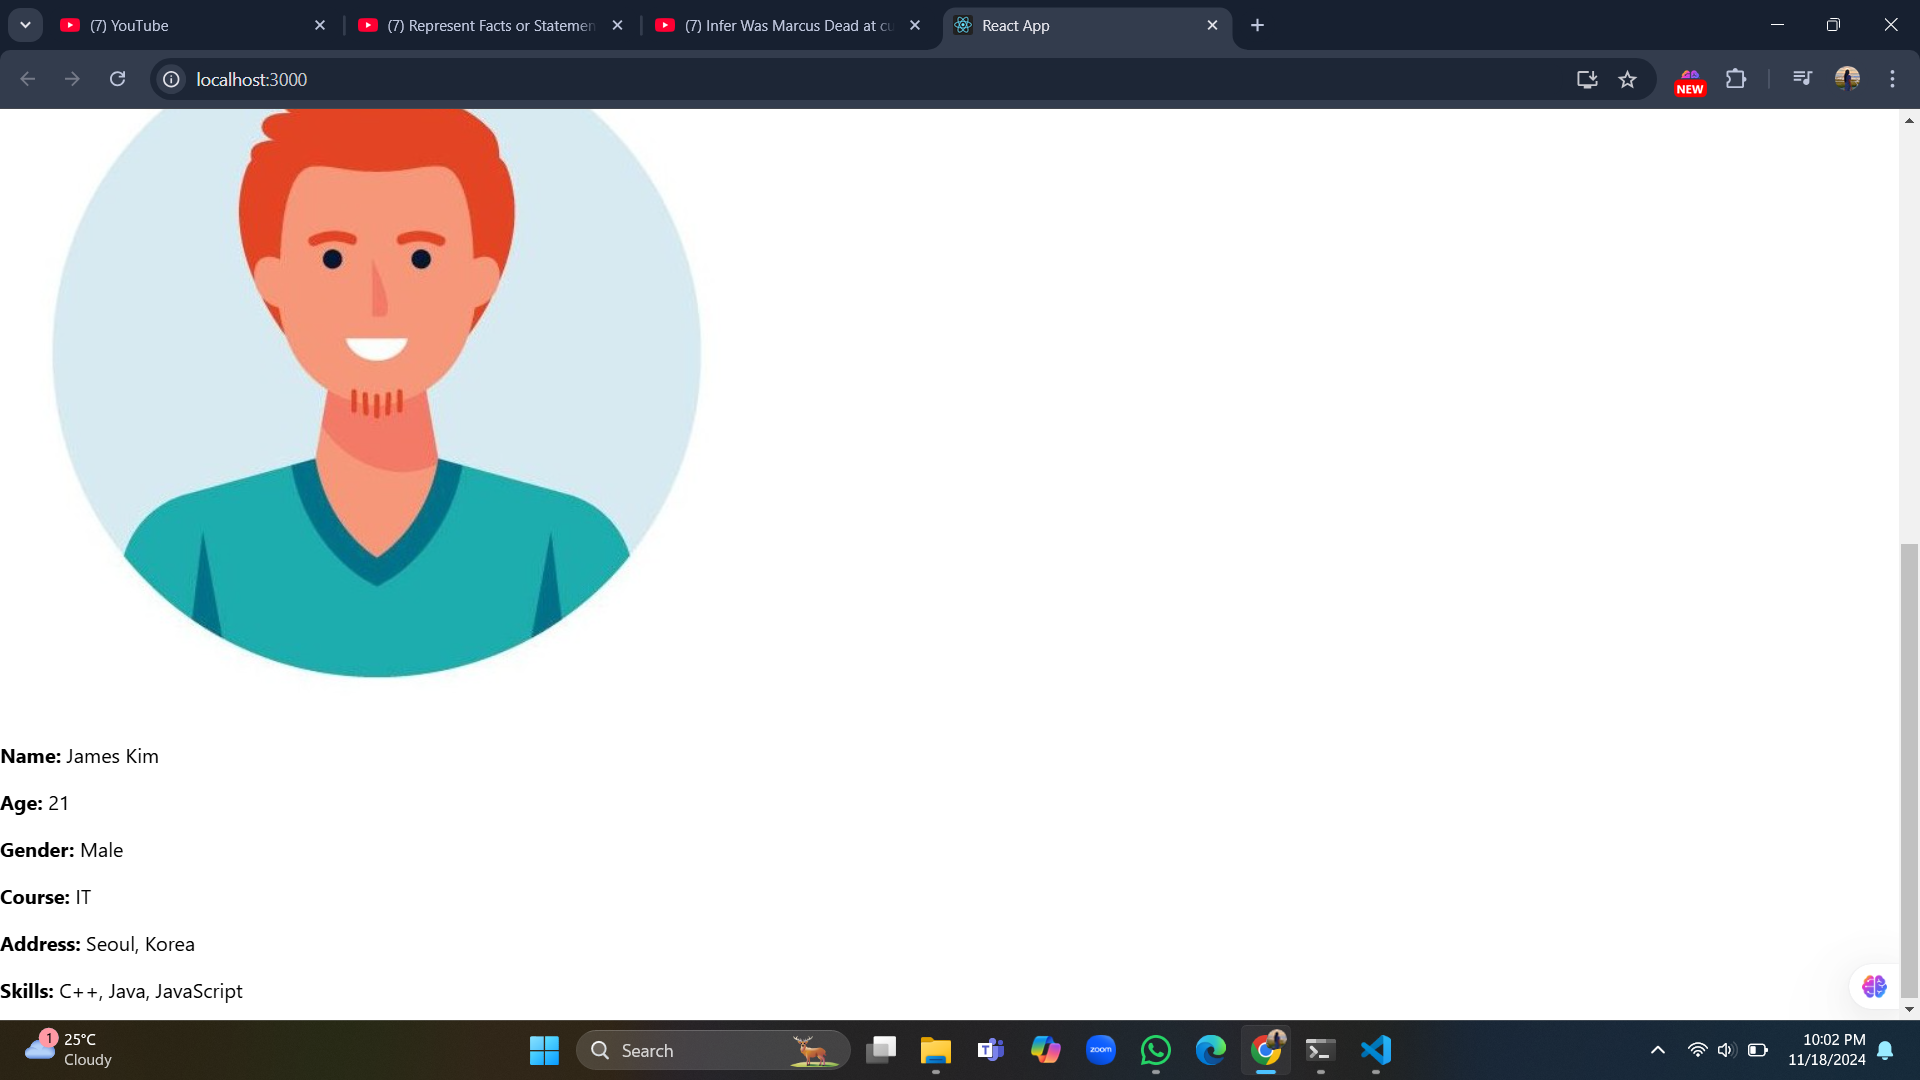 (7) YouTube
(7) Represent Facts or Statemen
(7) Infer Was Marcus Dead at cu
React App
localhost:3000
NEW
Name: James Kim
Age: 21
Gender: Male
Course: IT
Address: Seoul, Korea
Skills: C++, Java, JavaScript
1
25°C
Cloudy
Search
T
zoom
10:02 PM
11/18/2024